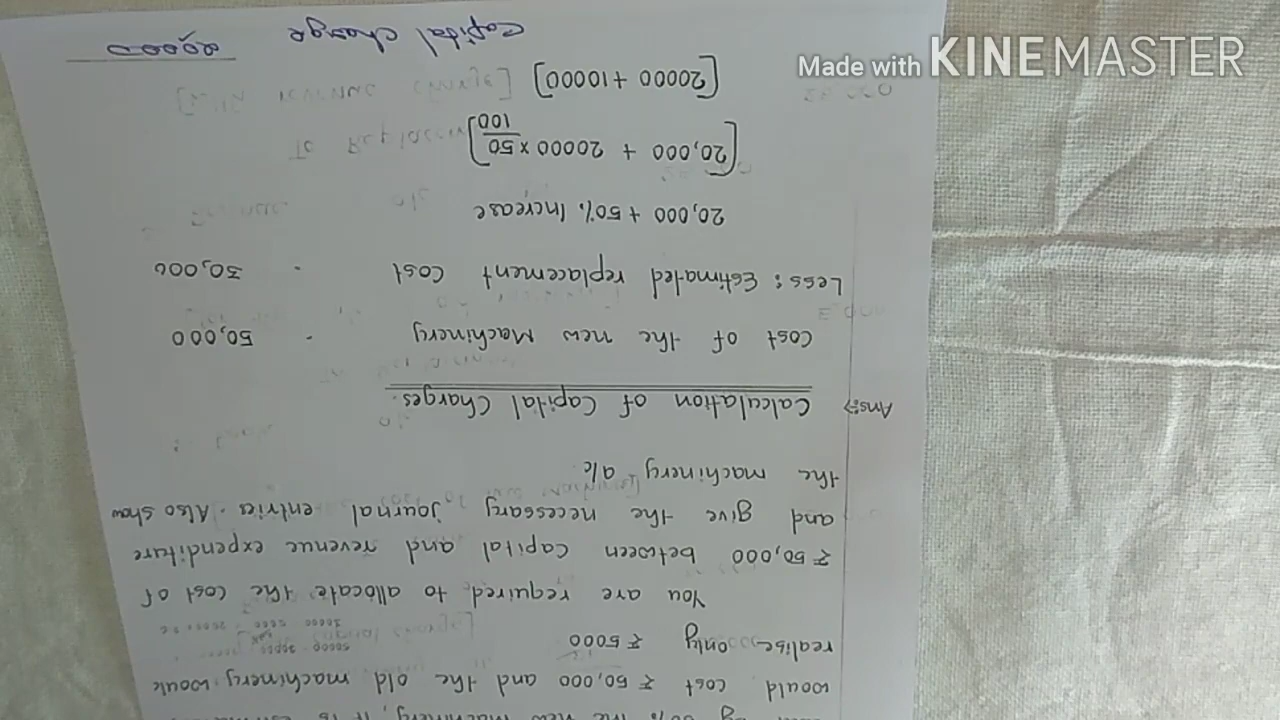 would cost ₹ 50,000 and the old machinery would
realise only ₹ 5000
You are required to allocate the cost of
₹ 50,000 between capital and revenue expenditure
and give the necessary journal entries. Also show
the machinery a/c.
Ans:-> Calculation of Capital Charges.
Cost of the new Machinery - 50,000
Less: Estimated replacement cost - 30,000
20,000 + 50% Increase
[20,000 + 20000 × 50/100]
[20000 + 10000]
Capital charge 20,000
Made with KINEMASTER